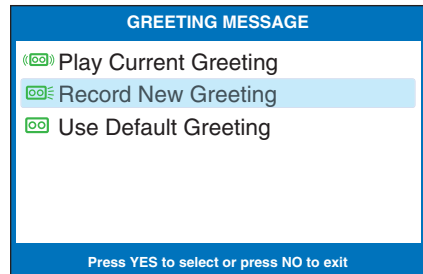 GREETING MESSAGE
Play Current Greeting
Record New Greeting
Use Default Greeting
Press YES to select or press NO to exit